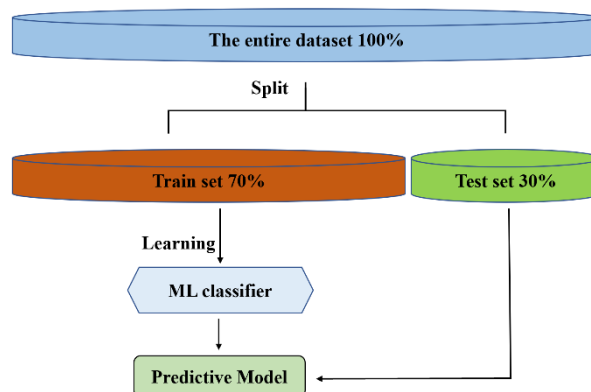 The entire dataset 100%
Split
Train set 70%
Test set 30%
Learning
ML classifier
Predictive Model